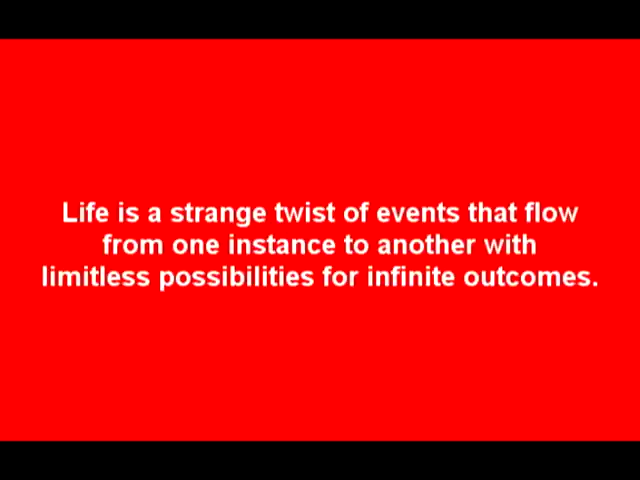 Life is a strange twist of events that flow
from one instance to another with
limitless possibilities for infinite outcomes.